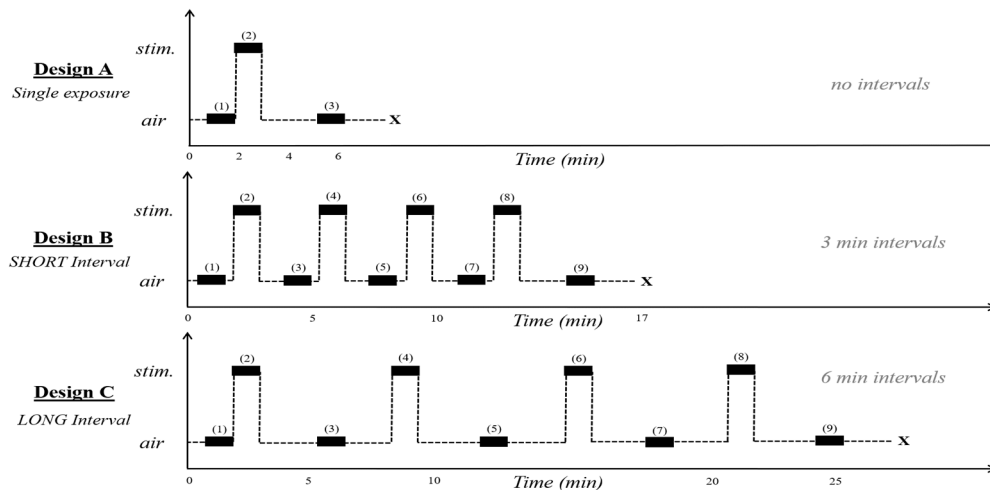 (2)
stim.
Design A
Single exposure
no intervals
(1) (3)
air X
0 2 4 6 Time (min)
(2) (4) (6) (8)
stim.
Design B
SHORT Interval
3 min intervals
(1) (3) (5) (7) (9)
air X
0 5 10 Time (min) 17
(2) (4) (6) (8)
stim.
6 min intervals
Design C
LONG Interval
(1) (3) (5) (7) (9)
air X
0 5 10 Time (min) 20 25